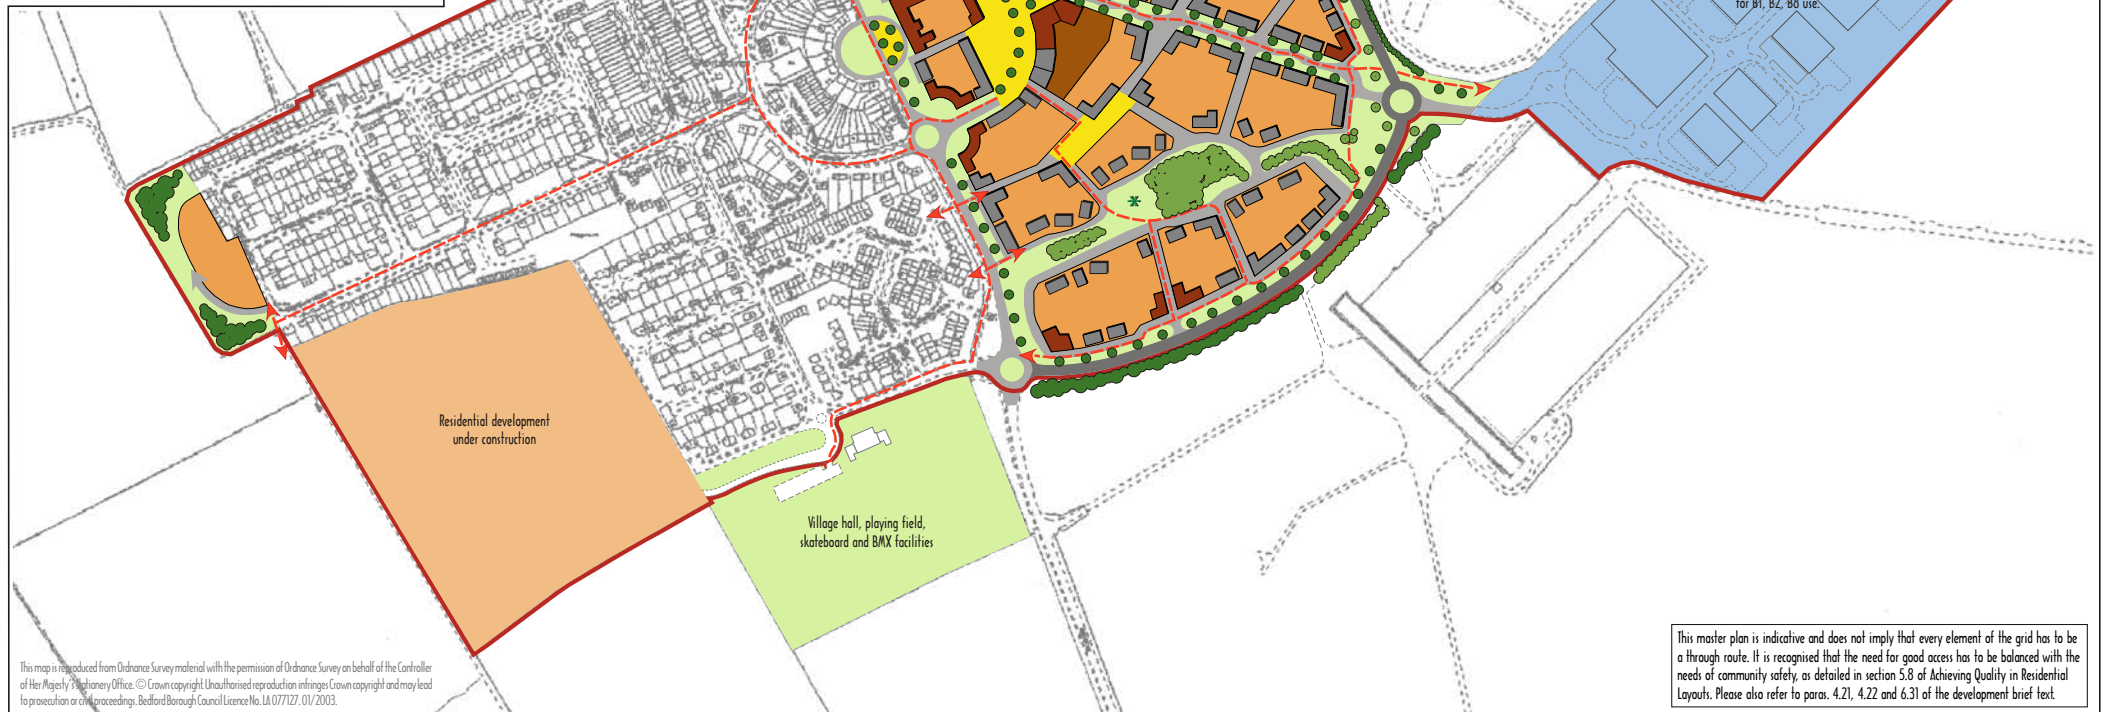 for B1, B2, B8 use.
Residential development
under construction
Village hall, playing field,
skateboard and BMX facilities
This map is reproduced from Ordnance Survey material with the permission of Ordnance Survey on behalf of the Controller
of Her Majesty's Stationery Office. © Crown copyright. Unauthorised reproduction infringes Crown copyright and may lead
to prosecution or civil proceedings. Bedford Borough Council Licence No. LA 077127. 01/2003.
This master plan is indicative and does not imply that every element of the grid has to be
a through route. It is recognised that the need for good access has to be balanced with the
needs of community safety, as detailed in section 5.8 of Achieving Quality in Residential
Layouts. Please also refer to paras. 4.21, 4.22 and 6.31 of the development brief text.